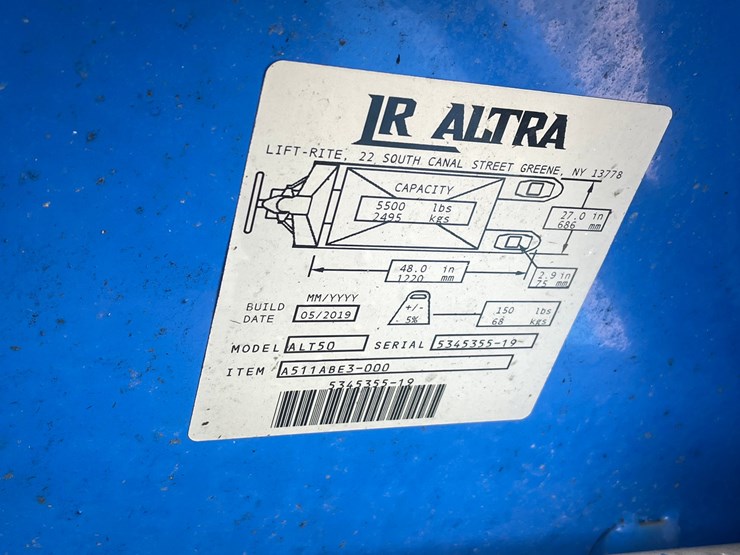 LR ALTRA
LIFT-RITE, 22 SOUTH CANAL STREET GREENE, NY 13778
CAPACITY
5500 lbs
2495 kgs
27.0 in
686 mm
48.0 in
1220 mm
2.9 in
75 mm
MM/YYYY
BUILD DATE 05/2019
+/-
5%
150 lbs
68 kgs
MODEL ALT50 SERIAL 5345355-19
ITEM A511ABE3-000
5345355-19